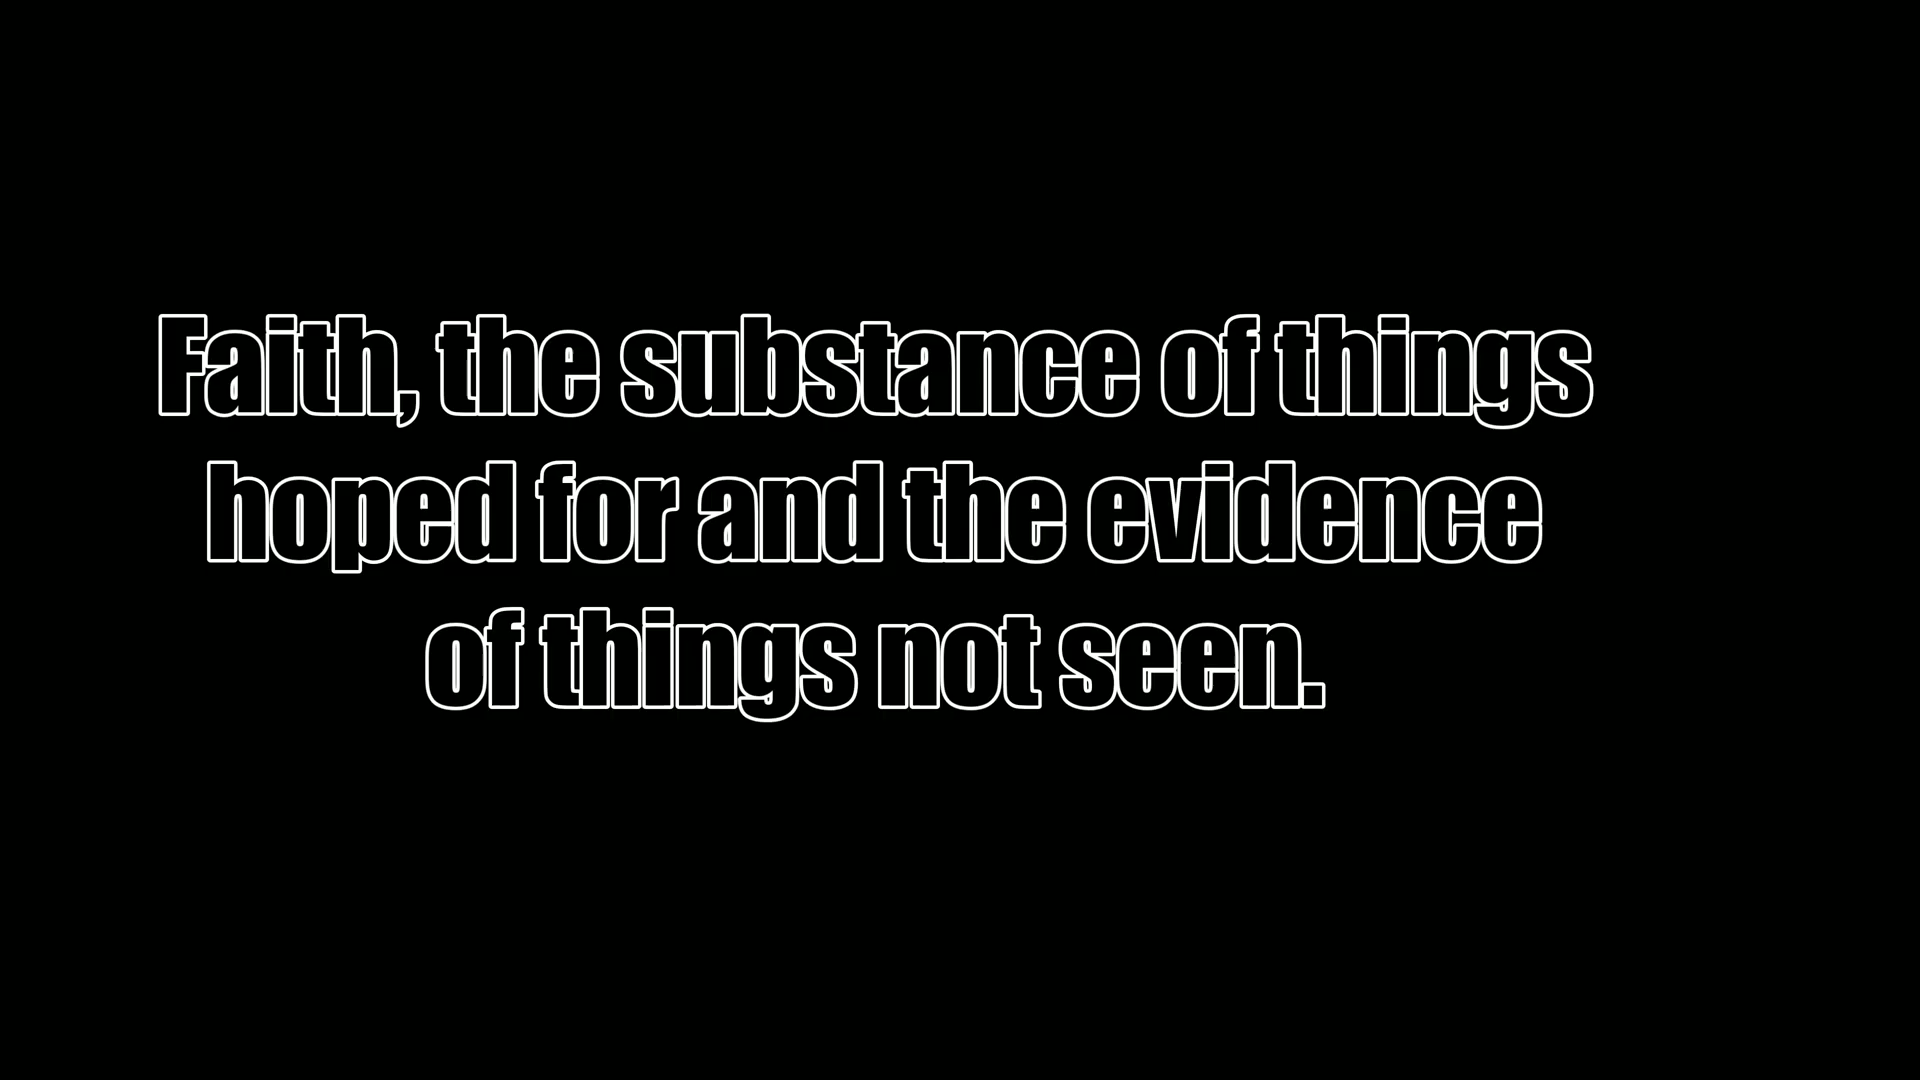 Faith, the substance of things
hoped for and the evidence
of things not seen.